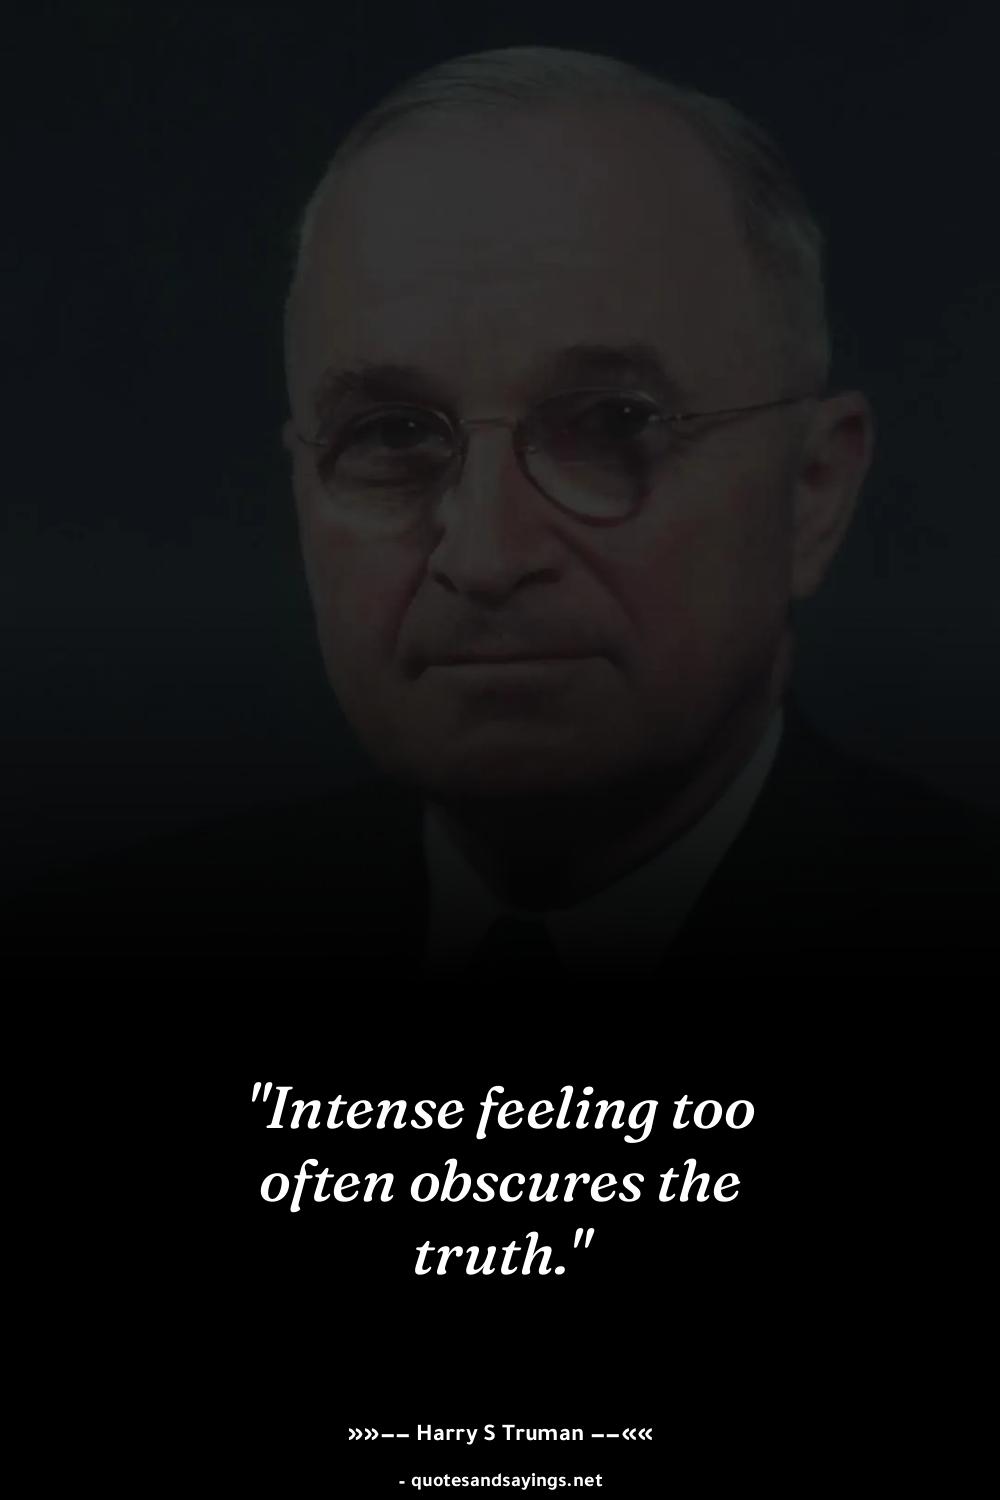 "Intense feeling too
often obscures the
truth."
»»-- Harry S Truman --««
- quotesandsayings.net